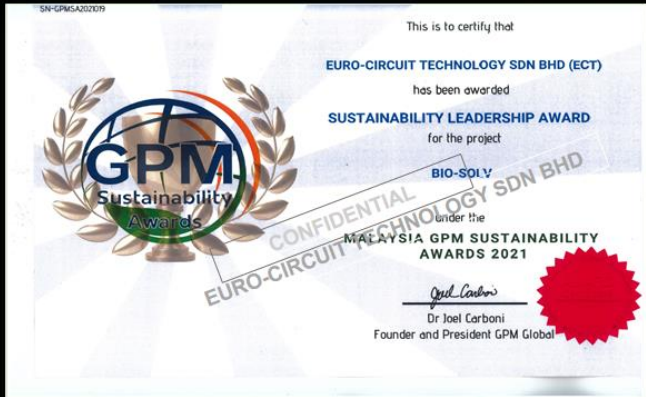 SN-GPMSA2021019
This is to certify that
EURO-CIRCUIT TECHNOLOGY SDN BHD (ECT)
has been awarded
SUSTAINABILITY LEADERSHIP AWARD
for the project
BIO-SOLV
under the
MALAYSIA GPM SUSTAINABILITY
AWARDS 2021
Joel Carboni
Dr Joel Carboni
Founder and President GPM Global
GPM
Sustainability
Awards
CONFIDENTIAL
EURO-CIRCUIT TECHNOLOGY SDN BHD